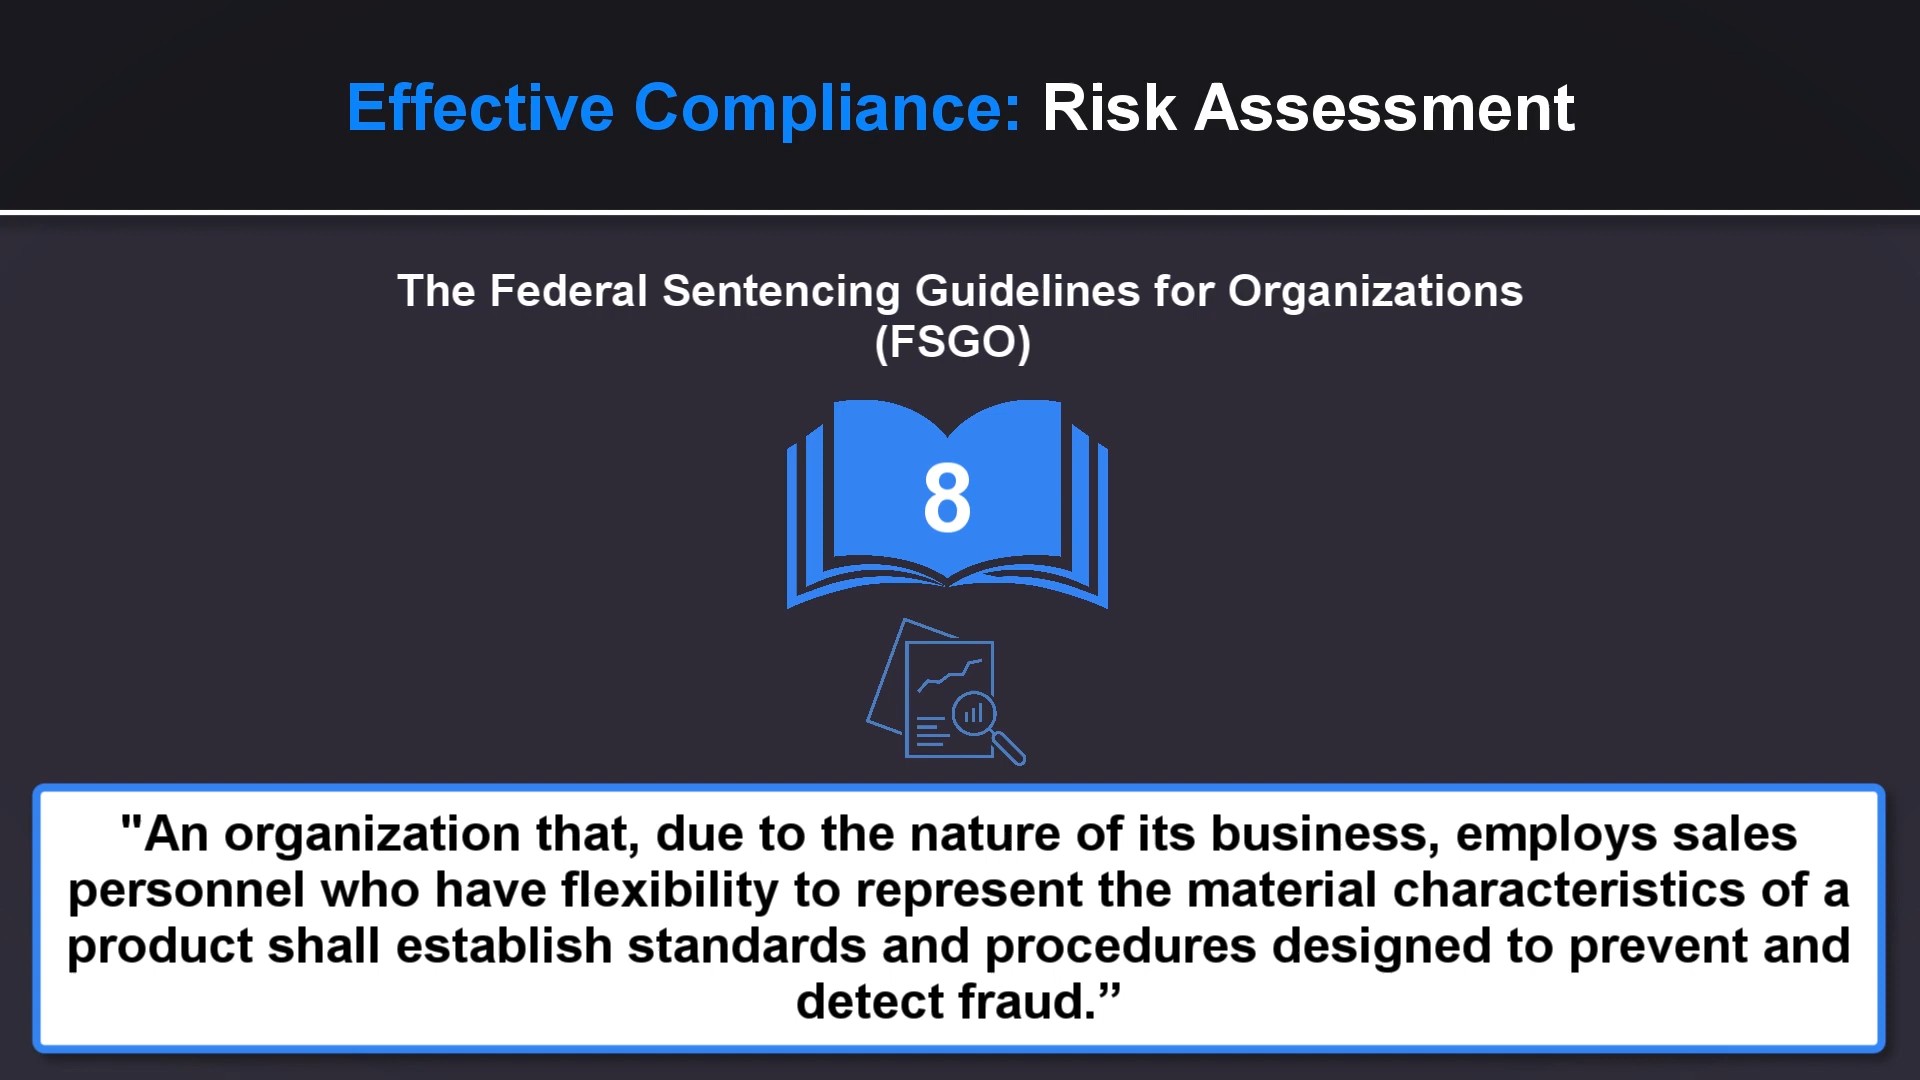 Effective Compliance: Risk Assessment
The Federal Sentencing Guidelines for Organizations
(FSGO)
8
"An organization that, due to the nature of its business, employs sales
personnel who have flexibility to represent the material characteristics of a
product shall establish standards and procedures designed to prevent and
detect fraud.”